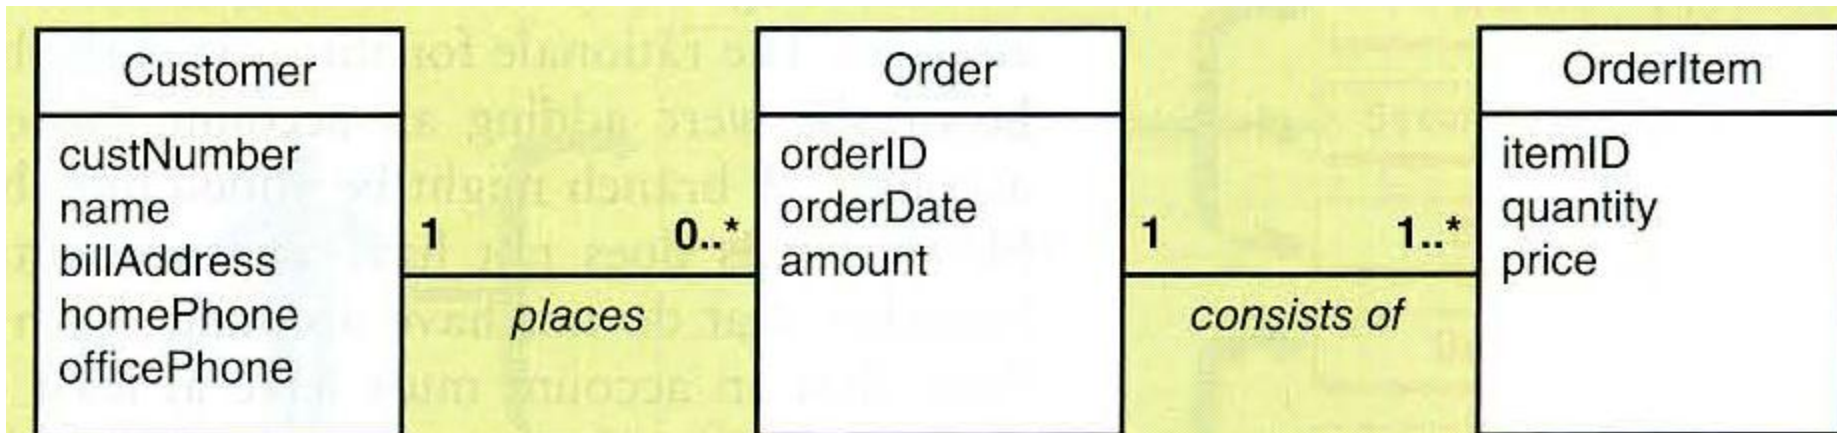 Customer
custNumber
name
billAddress
homePhone
officePhone
1
0..*
places
Order
orderID
orderDate
amount
1
1..*
consists of
OrderItem
itemID
quantity
price